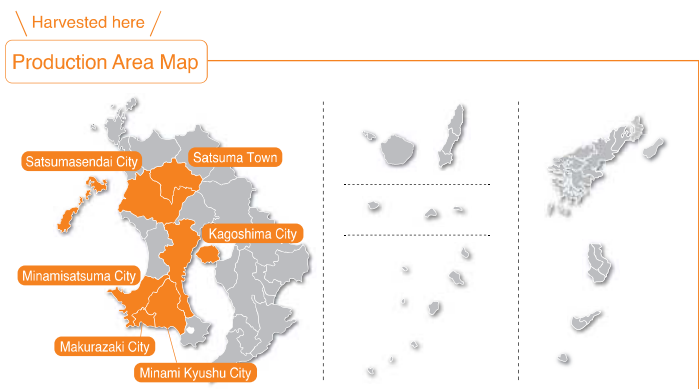 Harvested here
Production Area Map
Satsumasendai City
Satsuma Town
Kagoshima City
Minamisatsuma City
Makurazaki City
Minami Kyushu City